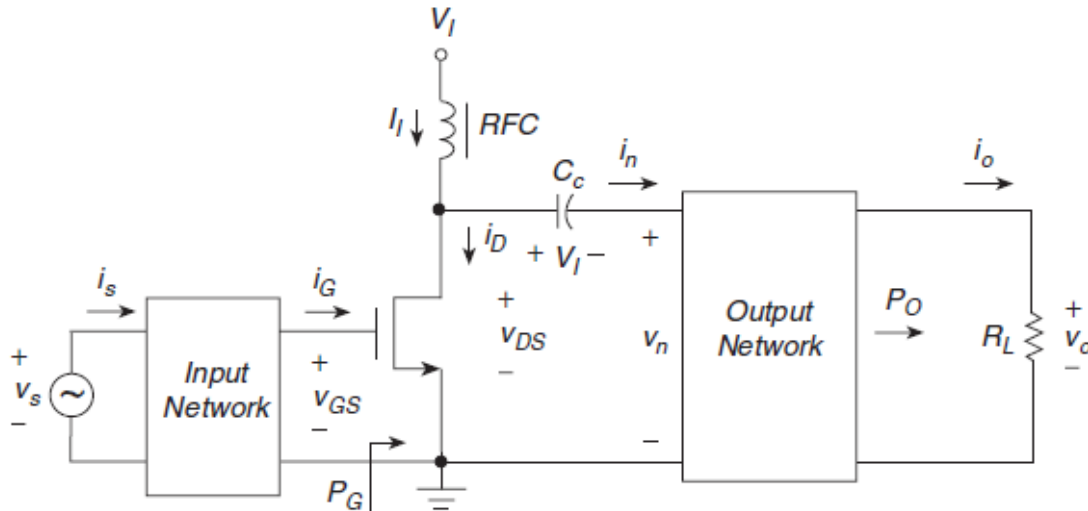 V_I
I_I
RFC
C_c
i_n
i_o
i_D
+ V_I −
+
i_s
i_G
+
v_s
−
~
Input
Network
+
v_GS
−
+
v_DS
−
v_n
−
Output
Network
P_O
R_L
+
v_o
−
P_G